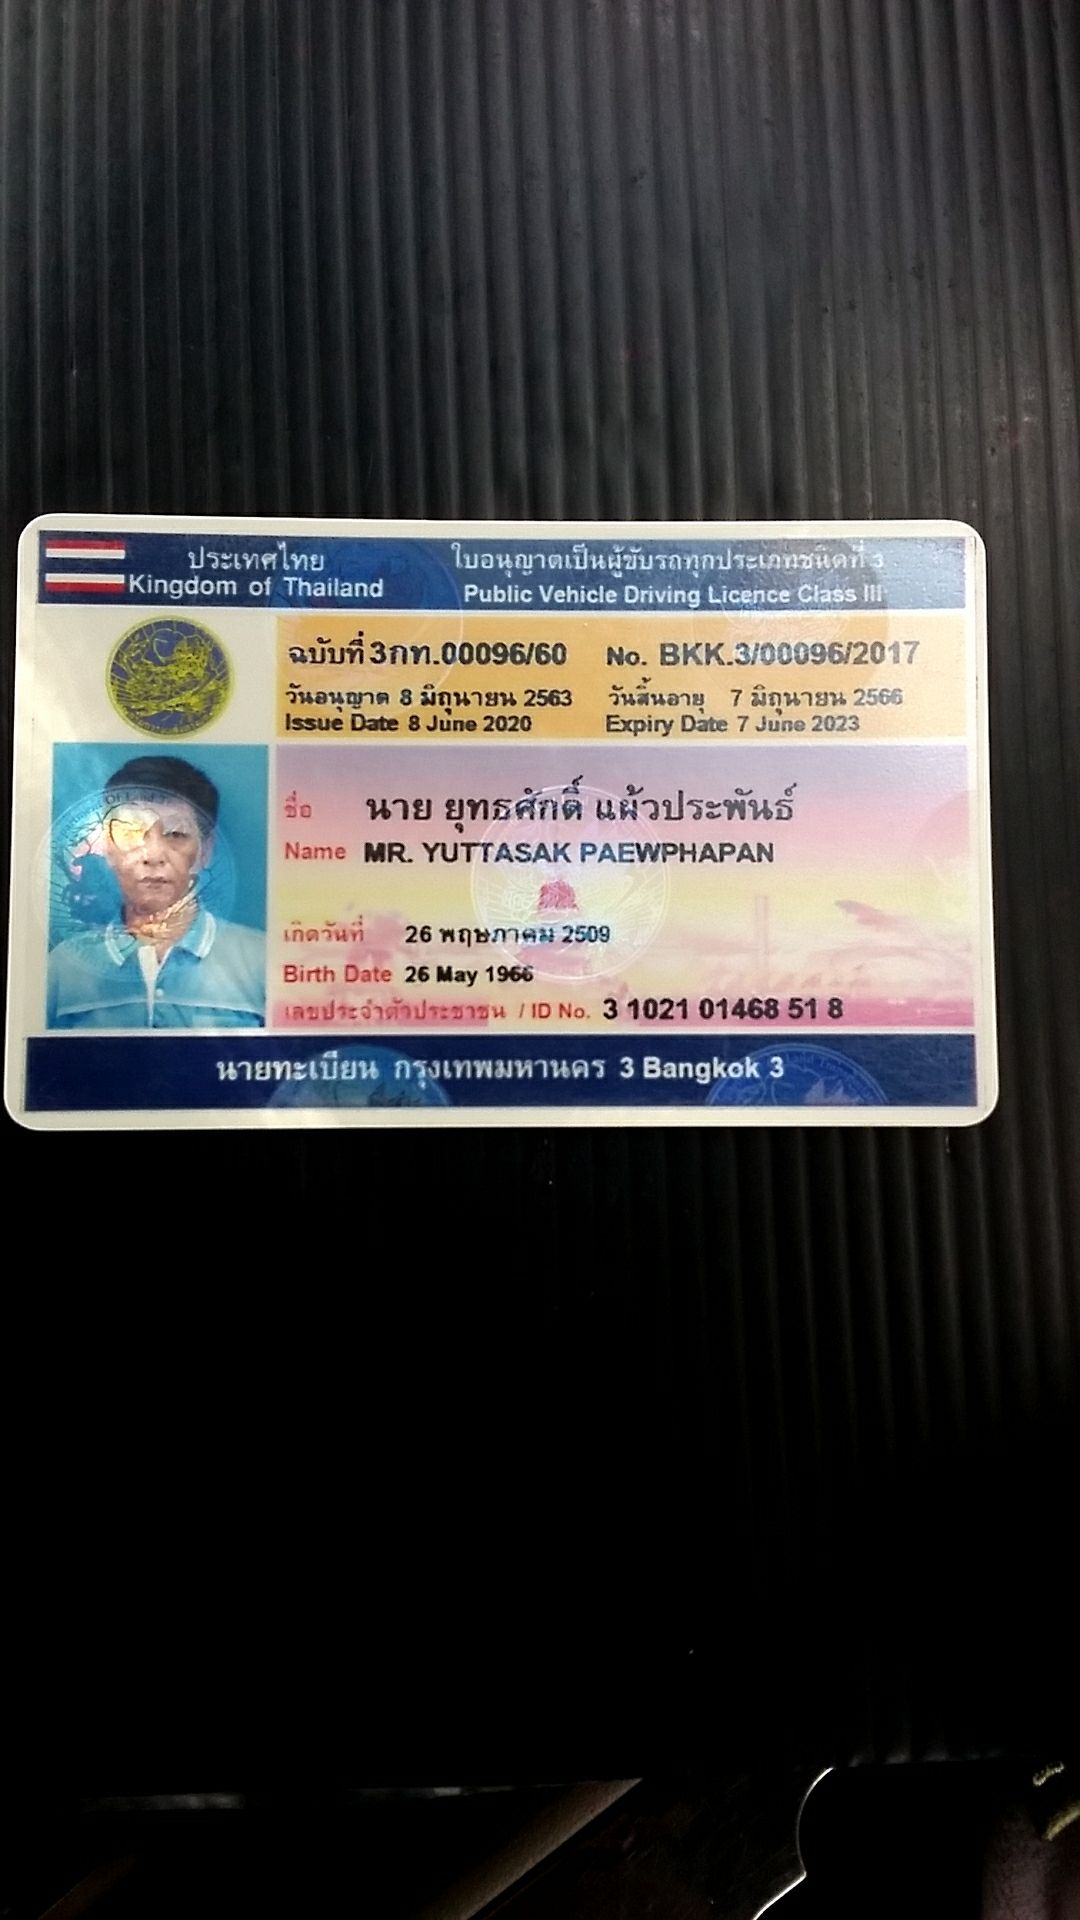 ประเทศไทย
Kingdom of Thailand
ใบอนุญาตเป็นผู้ขับรถทุกประเภทชนิดที่ 3
Public Vehicle Driving Licence Class III
ฉบับที่ 3กท.00096/60 No. BKK.3/00096/2017
วันอนุญาต 8 มิถุนายน 2563 วันสิ้นอายุ 7 มิถุนายน 2566
Issue Date 8 June 2020 Expiry Date 7 June 2023
ชื่อ นาย ยุทธศักดิ์ แผ้วประพันธ์
Name MR. YUTTASAK PAEWPHAPAN
เกิดวันที่ 26 พฤษภาคม 2509
Birth Date 26 May 1966
เลขประจำตัวประชาชน / ID No. 3 1021 01468 51 8
นายทะเบียน กรุงเทพมหานคร 3 Bangkok 3